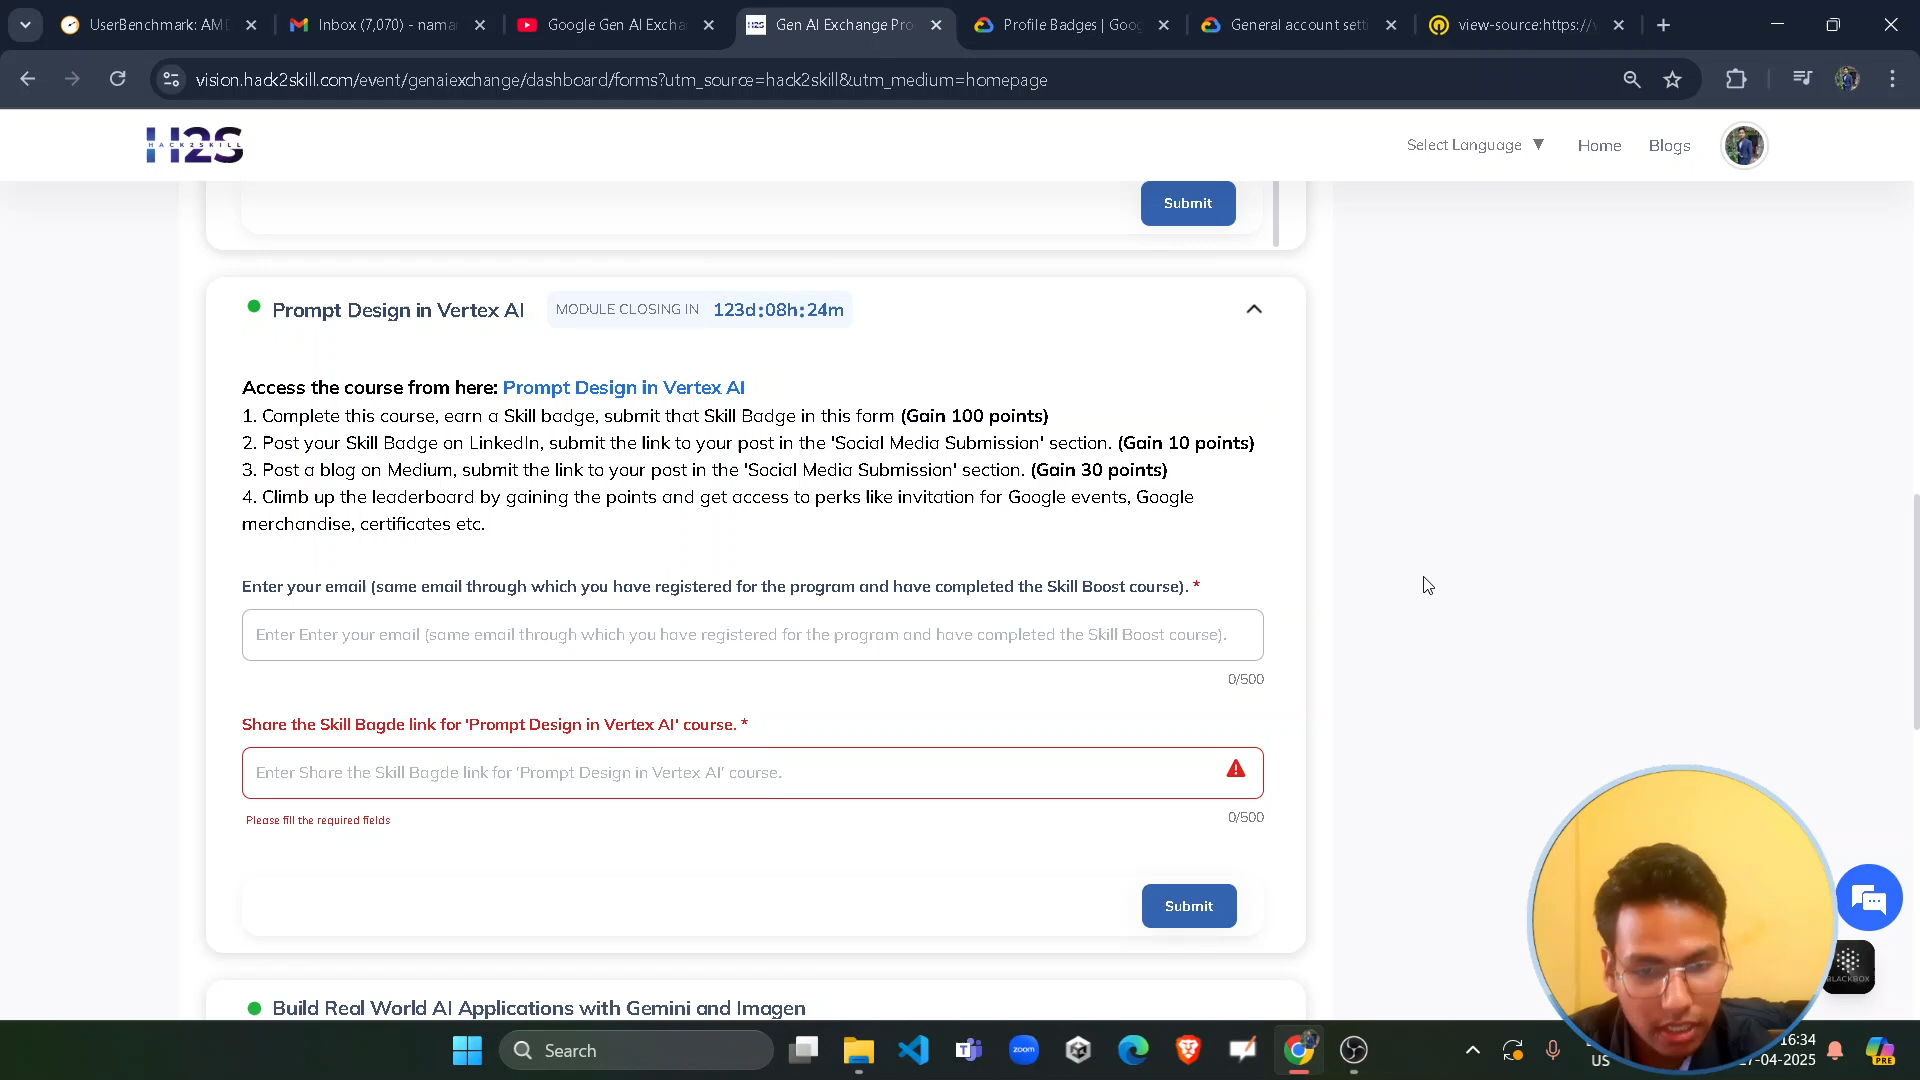 UserBenchmark: AM
Inbox (7,070) - nama
Google Gen AI Excha
H2S
Gen AI Exchange Pro
Profile Badges | Goog
General account sett
view-source:https://
vision.hack2skill.com/event/genaiexchange/dashboard/forms?utm_source=hack2skill&utm_medium=homepage
H2S
HACK2SKILL
Select Language ▼
Home
Blogs
Submit
Prompt Design in Vertex AI
MODULE CLOSING IN 123d:08h:24m
Access the course from here: Prompt Design in Vertex AI
1. Complete this course, earn a Skill badge, submit that Skill Badge in this form (Gain 100 points)
2. Post your Skill Badge on LinkedIn, submit the link to your post in the 'Social Media Submission' section. (Gain 10 points)
3. Post a blog on Medium, submit the link to your post in the 'Social Media Submission' section. (Gain 30 points)
4. Climb up the leaderboard by gaining the points and get access to perks like invitation for Google events, Google
merchandise, certificates etc.
Enter your email (same email through which you have registered for the program and have completed the Skill Boost course). *
Enter Enter your email (same email through which you have registered for the program and have completed the Skill Boost course).
0/500
Share the Skill Bagde link for 'Prompt Design in Vertex AI' course. *
Enter Share the Skill Bagde link for 'Prompt Design in Vertex AI' course.
Please fill the required fields
0/500
Submit
BLACKBOX
Build Real World AI Applications with Gemini and Imagen
Search
zoom
US
16:34
-04-2025
PRE